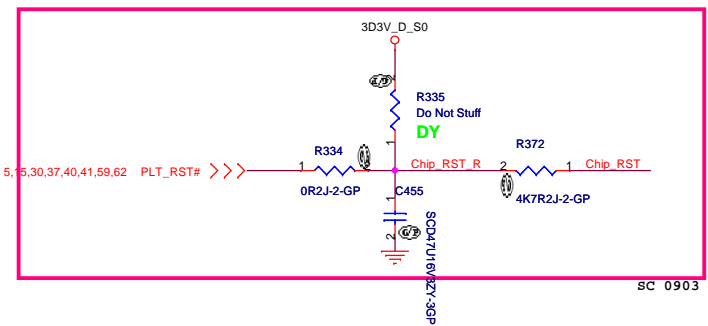 3D3V_D_S0
2
R335
Do Not Stuff
DY
1
R334
R372
5,15,30,37,40,41,59,62 PLT_RST#
1
Chip_RST_R
2
1
Chip_RST
0R2J-2-GP
C455
4K7R2J-2-GP
1
2
SCD47U16V3ZY-3GP
SC 0903